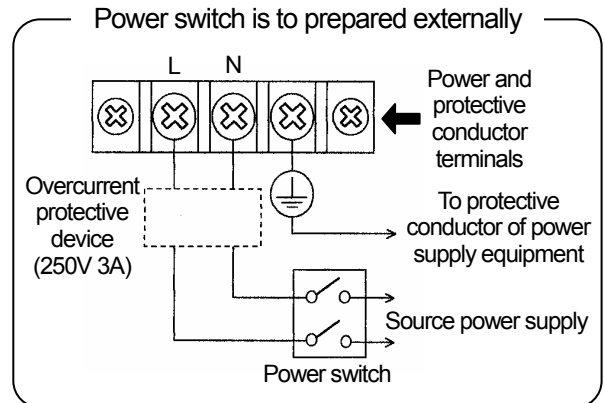 Power switch is to prepared externally
L N
Power and
protective
conductor
terminals
Overcurrent
protective
device
(250V 3A)
To protective
conductor of power
supply equipment
Source power supply
Power switch